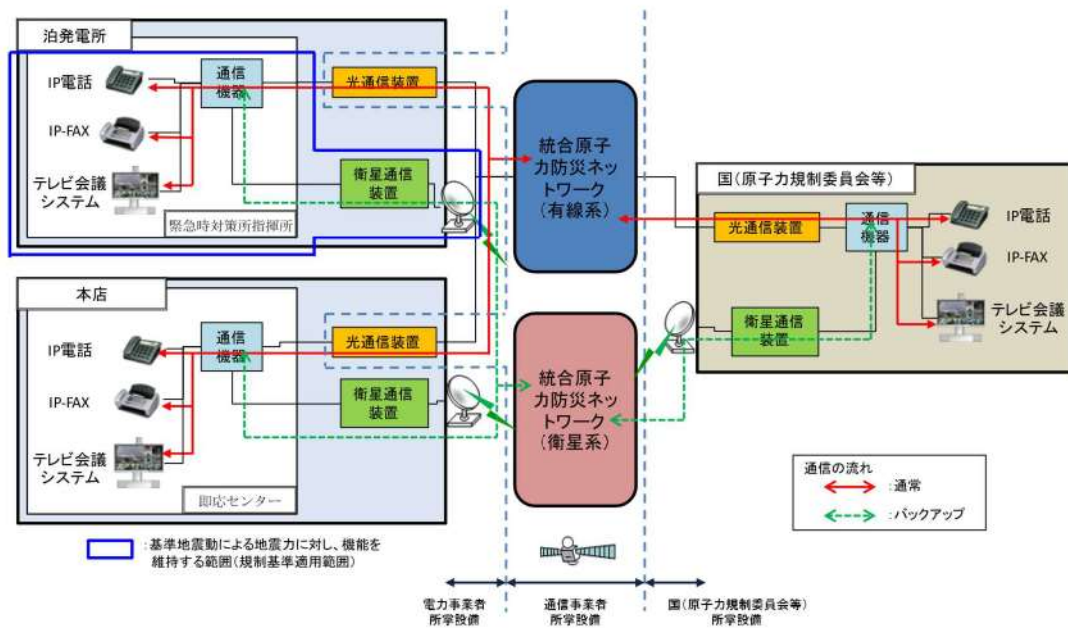 泊発電所
IP電話
IP-FAX
テレビ会議
システム
通信
機器
光通信装置
衛星通信
装置
緊急時対策所指揮所
本店
IP電話
IP-FAX
テレビ会議
システム
通信
機器
光通信装置
衛星通信
装置
即応センター
統合原子
力防災ネッ
トワーク
(有線系)
統合原子
力防災ネッ
トワーク
(衛星系)
国(原子力規制委員会等)
光通信装置
通信
機器
衛星通信
装置
IP電話
IP-FAX
テレビ会議
システム
通信の流れ
:通常
:バックアップ
:基準地震動による地震力に対し、機能を
維持する範囲(規制基準適用範囲)
電力事業者
所掌設備
通信事業者
所掌設備
国(原子力規制委員会等)
所掌設備